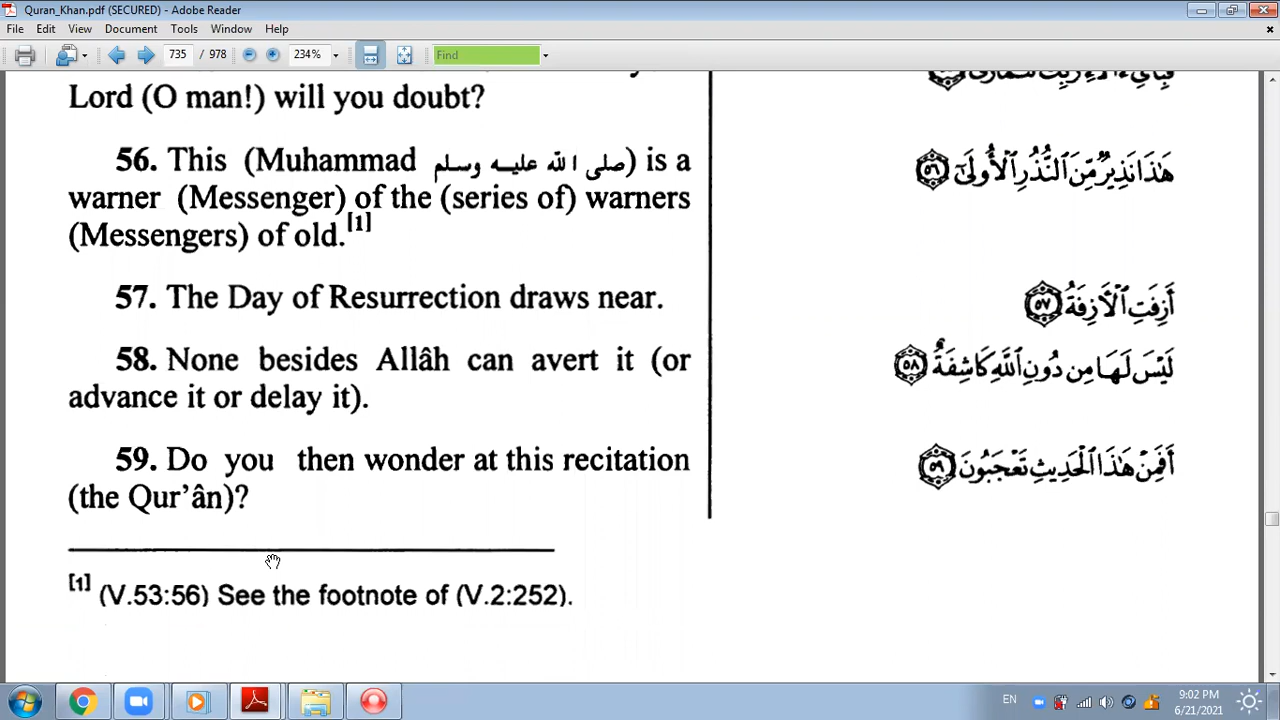 Quran_Khan.pdf (SECURED) - Adobe Reader
File Edit View Document Tools Window Help
735 / 978 234% Find
Lord (O man!) will you doubt?
56. This (Muhammad صلى الله عليه وسلم) is a
warner (Messenger) of the (series of) warners
(Messengers) of old.[1]
هَٰذَا نَذِيرٌ مِّنَ ٱلنُّذُرِ ٱلْأُولَىٰٓ ٥٦
57. The Day of Resurrection draws near.
أَزِفَتِ ٱلْأَزِفَةُ ٥٧
58. None besides Allâh can avert it (or
advance it or delay it).
لَيْسَ لَهَا مِن دُونِ ٱللَّهِ كَاشِفَةٌ ٥٨
59. Do you then wonder at this recitation
(the Qur’ân)?
أَفَمِنْ هَٰذَا ٱلْحَدِيثِ تَعْجَبُونَ ٥٩
[1] (V.53:56) See the footnote of (V.2:252).
EN
9:02 PM
6/21/2021